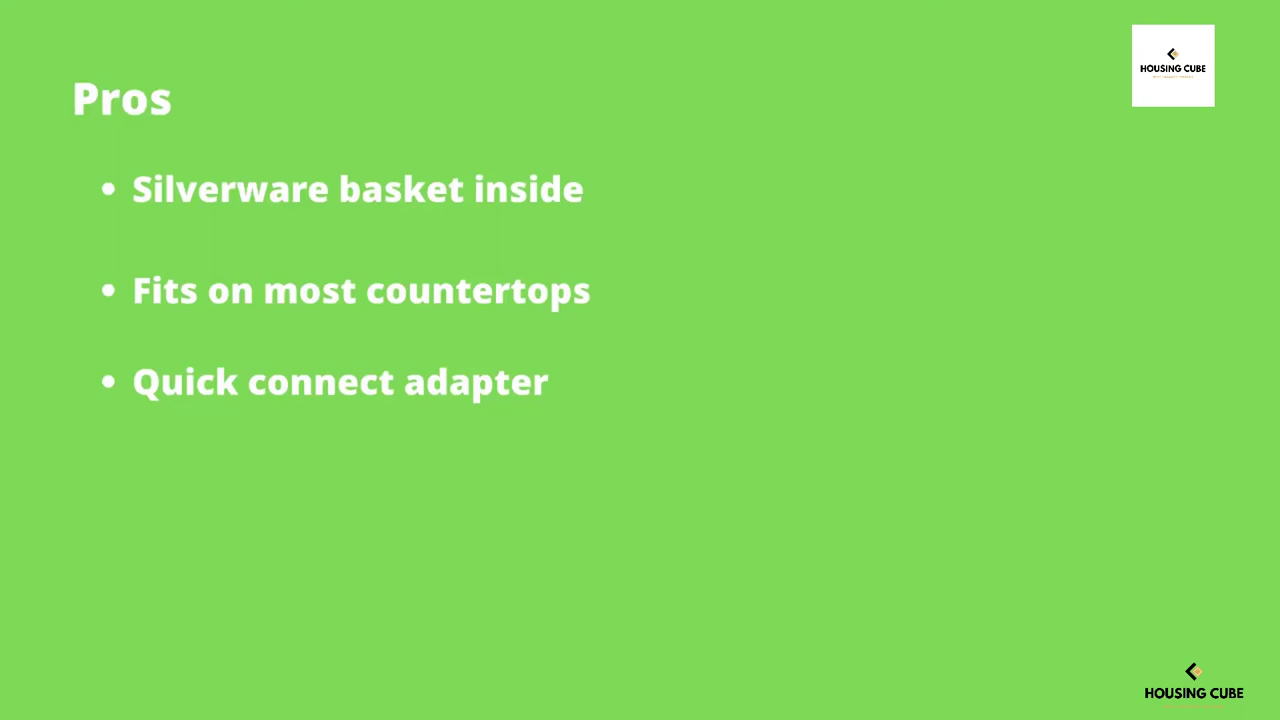 HOUSING CUBE
Pros
Silverware basket inside
Fits on most countertops
Quick connect adapter
HOUSING CUBE